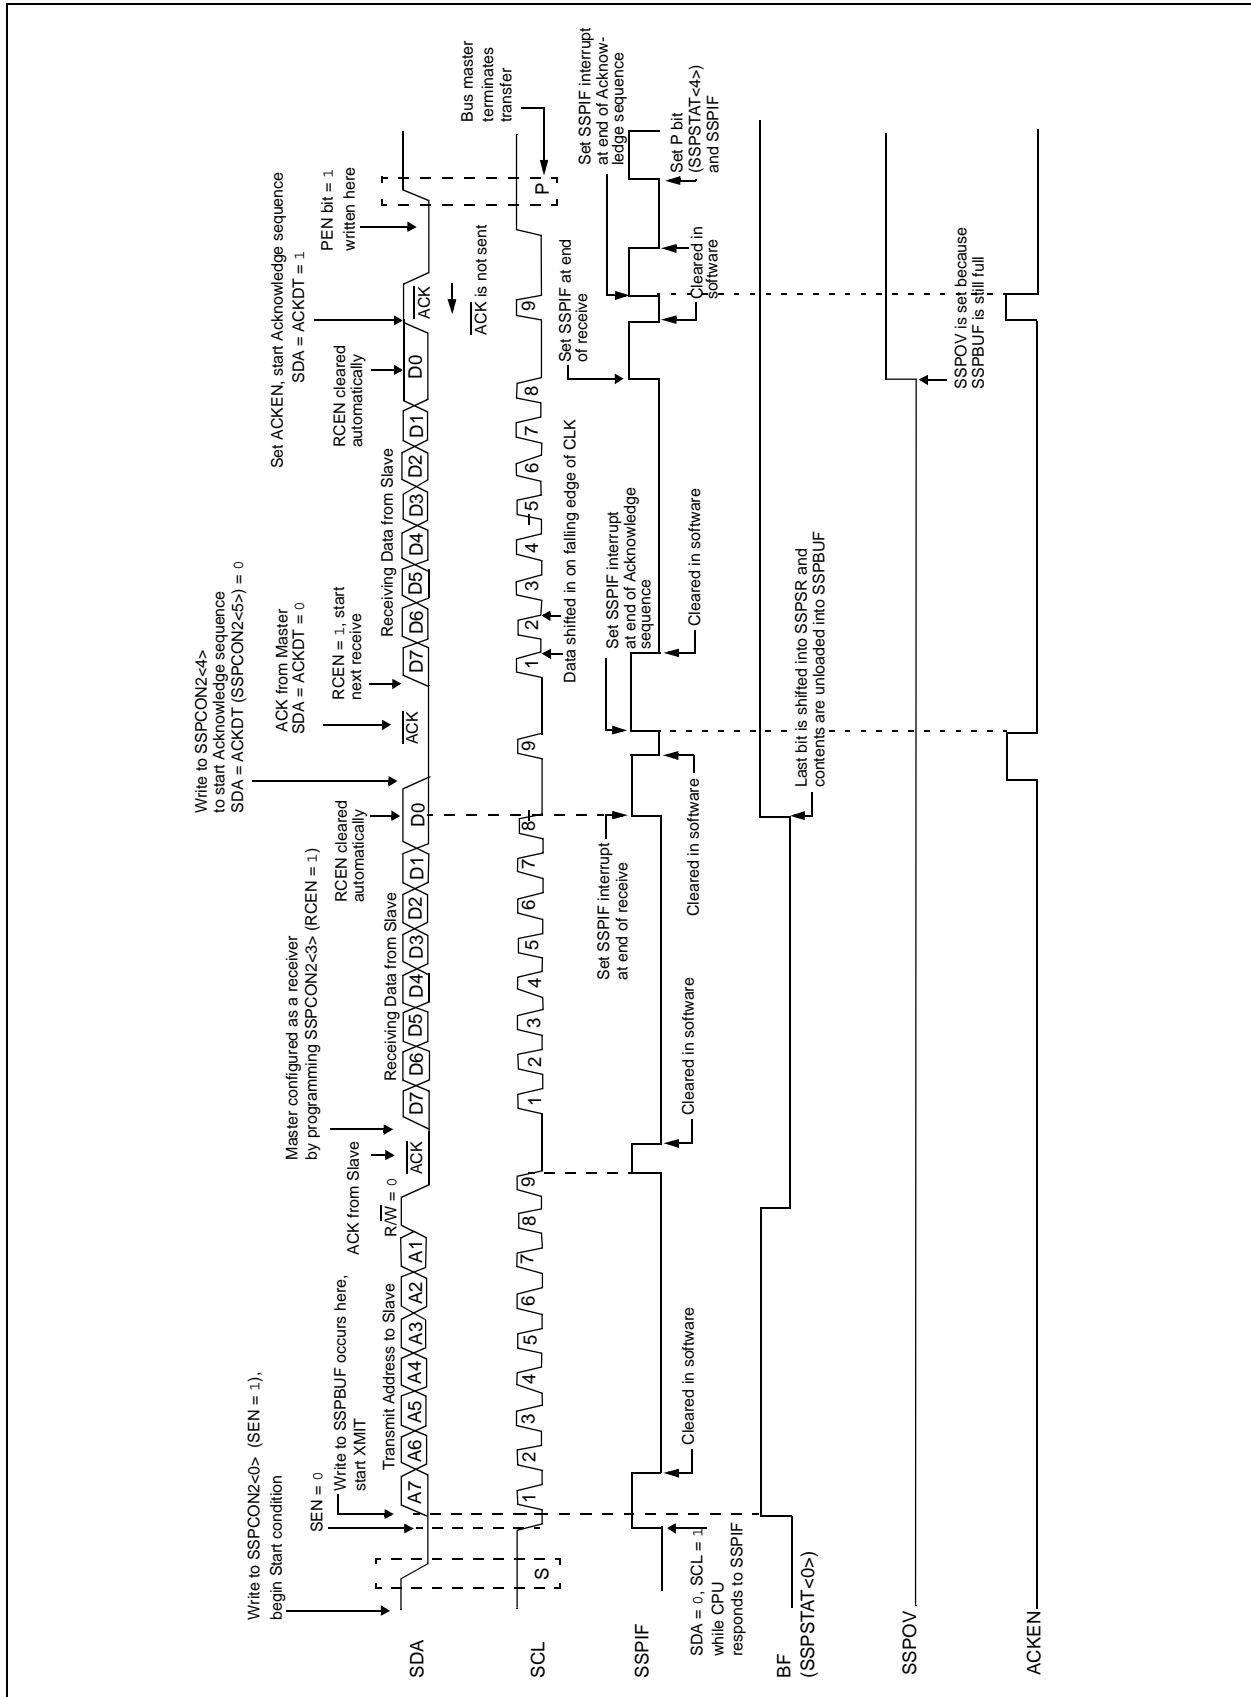 Write to SSPCON2<0> (SEN = 1),
begin Start condition
SEN = 0
Write to SSPBUF occurs here,
start XMIT
Transmit Address to Slave
R/W = 0
ACK from Slave
Master configured as a receiver
by programming SSPCON2<3> (RCEN = 1)
Receiving Data from Slave
RCEN cleared
automatically
Write to SSPCON2<4>
to start Acknowledge sequence
SDA = ACKDT (SSPCON2<5>) = 0
ACK from Master
SDA = ACKDT = 0
RCEN = 1, start
next receive
Receiving Data from Slave
RCEN cleared
automatically
Set ACKEN, start Acknowledge sequence
SDA = ACKDT = 1
PEN bit = 1
written here
SDA
A7 A6 A5 A4 A3 A2 A1 ACK D7 D6 D5 D4 D3 D2 D1 D0 ACK D7 D6 D5 D4 D3 D2 D1 D0 ACK
ACK is not sent
Bus master
terminates
transfer
SCL
S 1 2 3 4 5 6 7 8 9 1 2 3 4 5 6 7 8 9 1 2 3 4 5 6 7 8 9 P
Data shifted in on falling edge of CLK
Set SSPIF interrupt
at end of receive
Set SSPIF interrupt
at end of Acknowledge
sequence
Set SSPIF at end
of receive
Set SSPIF interrupt
at end of Acknow-
ledge sequence
SSPIF
SDA = 0, SCL = 1
while CPU
responds to SSPIF
Cleared in software
Cleared in software
Cleared in software
Cleared in software
Cleared in
software
Set P bit
(SSPSTAT<4>)
and SSPIF
BF
(SSPSTAT<0>)
Last bit is shifted into SSPSR and
contents are unloaded into SSPBUF
SSPOV
SSPOV is set because
SSPBUF is still full
ACKEN